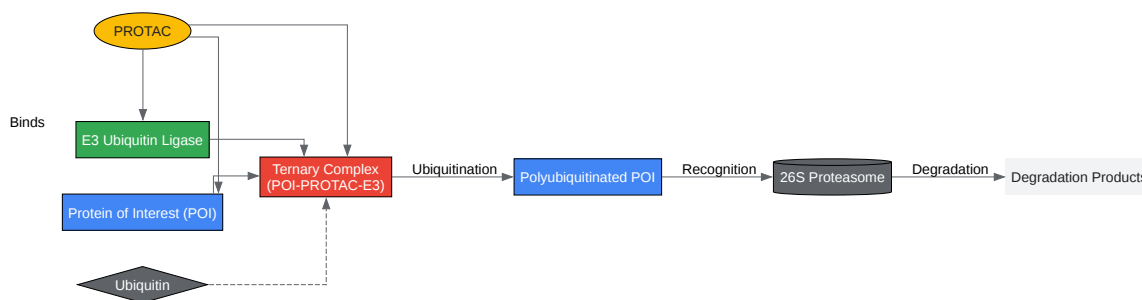 PROTAC
Binds
E3 Ubiquitin Ligase
Ternary Complex
(POI-PROTAC-E3)
Ubiquitination
Polyubiquitinated POI
Recognition
26S Proteasome
Degradation
Degradation Products
Protein of Interest (POI)
Ubiquitin